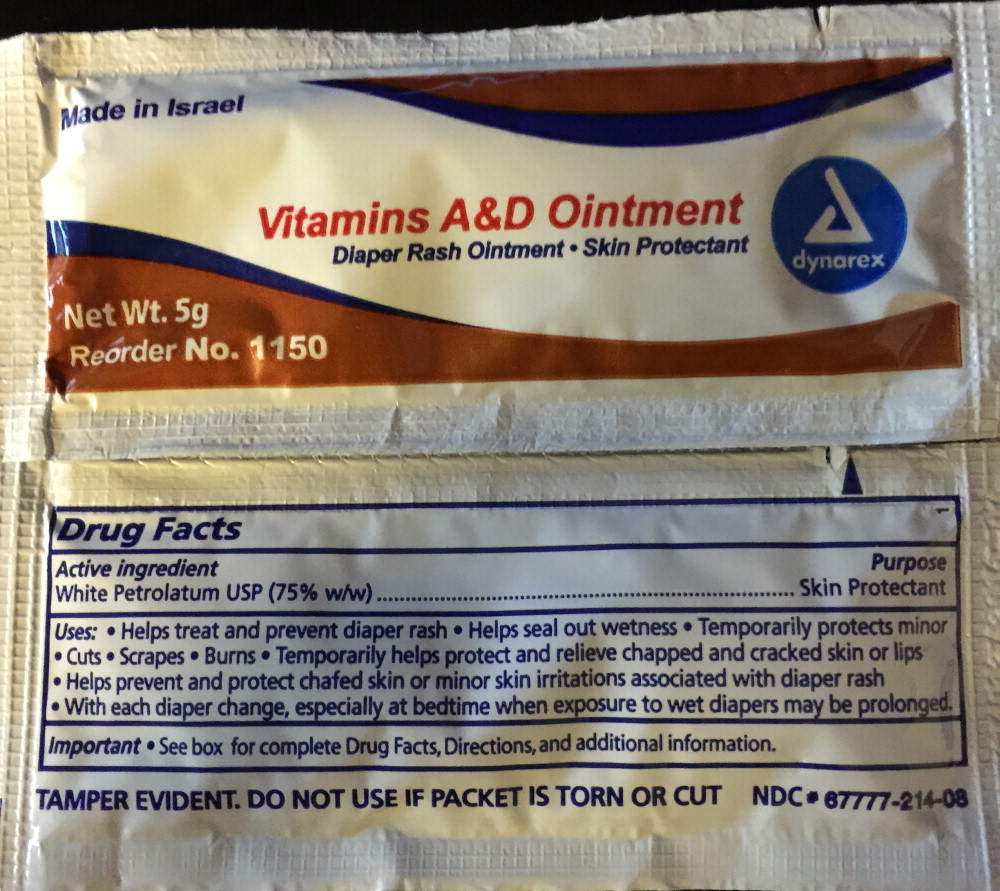 Made in Israel
Vitamins A&D Ointment
Diaper Rash Ointment • Skin Protectant
dynarex
Net Wt. 5g
Reorder No. 1150
Drug Facts
1
Active ingredient Purpose
White Petrolatum USP (75% w/w) ........................................................................ Skin Protectant
Uses: • Helps treat and prevent diaper rash • Helps seal out wetness • Temporarily protects minor
• Cuts • Scrapes • Burns • Temporarily helps protect and relieve chapped and cracked skin or lips
• Helps prevent and protect chafed skin or minor skin irritations associated with diaper rash
• With each diaper change, especially at bedtime when exposure to wet diapers may be prolonged.
Important • See box for complete Drug Facts, Directions, and additional information.
TAMPER EVIDENT. DO NOT USE IF PACKET IS TORN OR CUT NDC# 67777-214-08